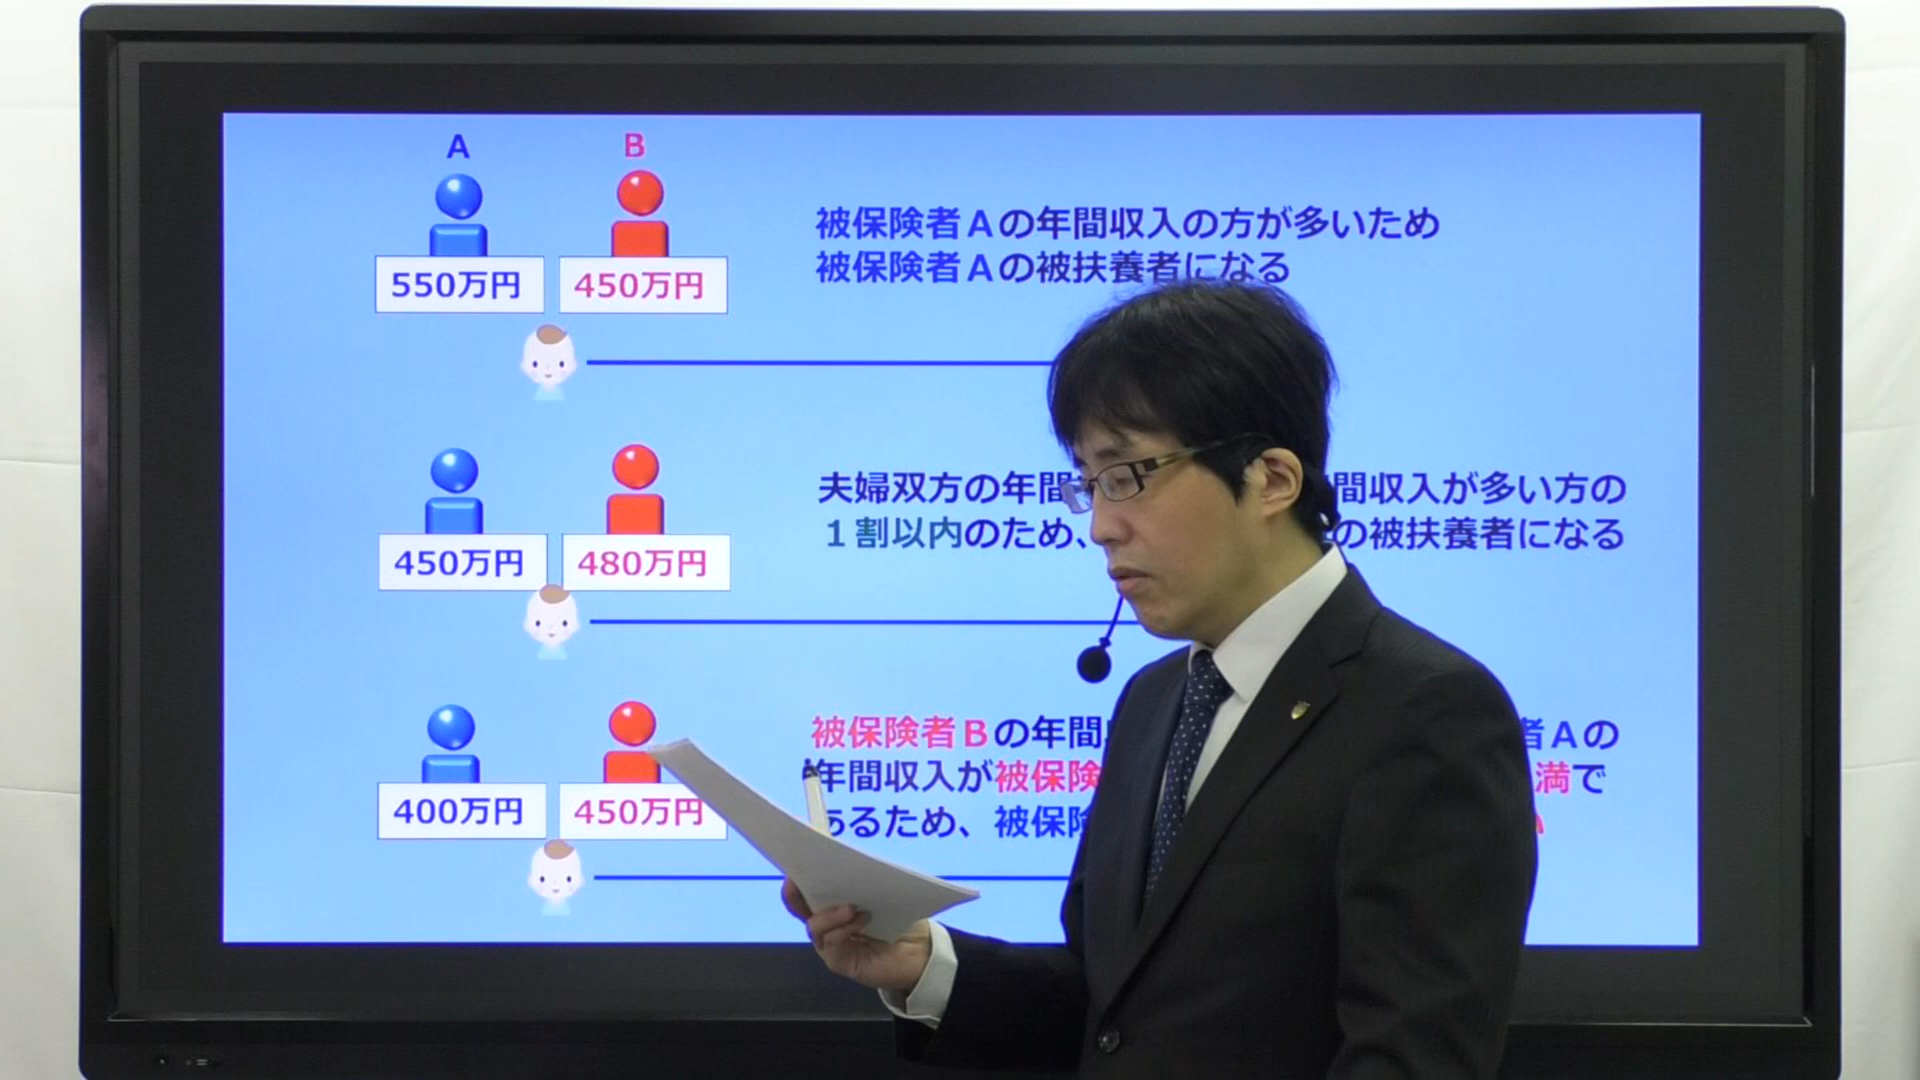 A
B
550万円
450万円
被保険者Aの年間収入の方が多いため
被保険者Aの被扶養者になる
450万円
480万円
夫婦双方の年間 間収入が多い方の
1割以内のため、 の被扶養者になる
400万円
450万円
被保険者Bの年間 者Aの
年間収入が被保険 満で
あるため、被保険